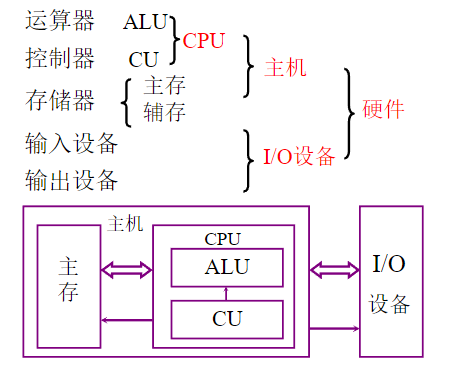 运算器 ALU
CPU
控制器 CU
主机
存储器 主存
辅存
硬件
输入设备
I/O设备
输出设备
主机
CPU
主存
ALU
I/O
设备
CU